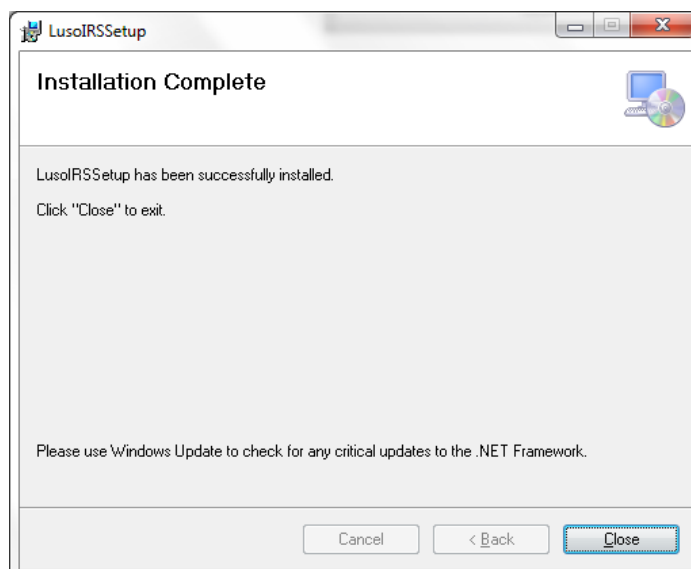 LusoIRSSetup
Installation Complete
LusoIRSSetup has been successfully installed.
Click "Close" to exit.
Please use Windows Update to check for any critical updates to the .NET Framework.
Cancel
< Back
Close